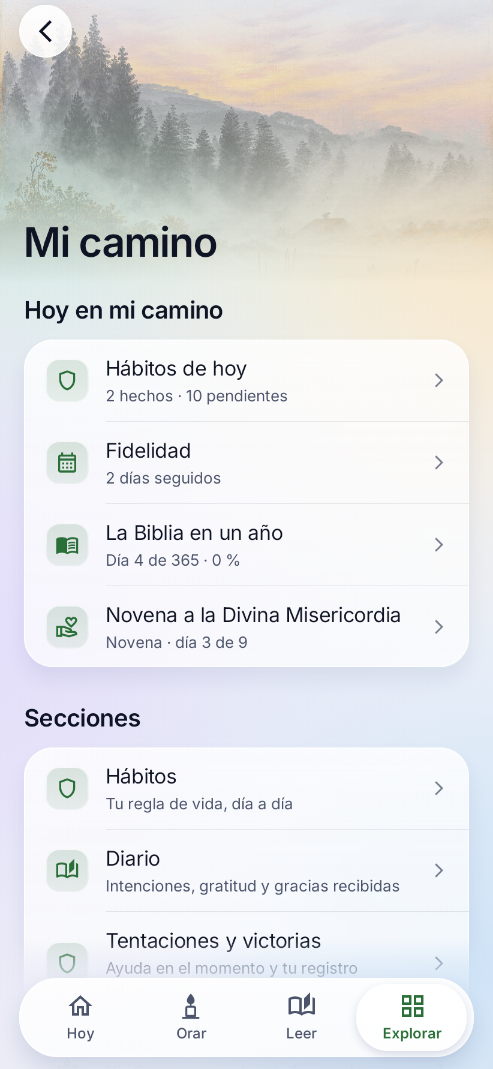 Mi camino
Hoy en mi camino
Hábitos de hoy
2 hechos · 10 pendientes
Fidelidad
2 días seguidos
La Biblia en un año
Día 4 de 365 · 0 %
Novena a la Divina Misericordia
Novena · día 3 de 9
Secciones
Hábitos
Tu regla de vida, día a día
Diario
Intenciones, gratitud y gracias recibidas
Tentaciones y victorias
Ayuda en el momento y tu registro
Hoy
Orar
Leer
Explorar